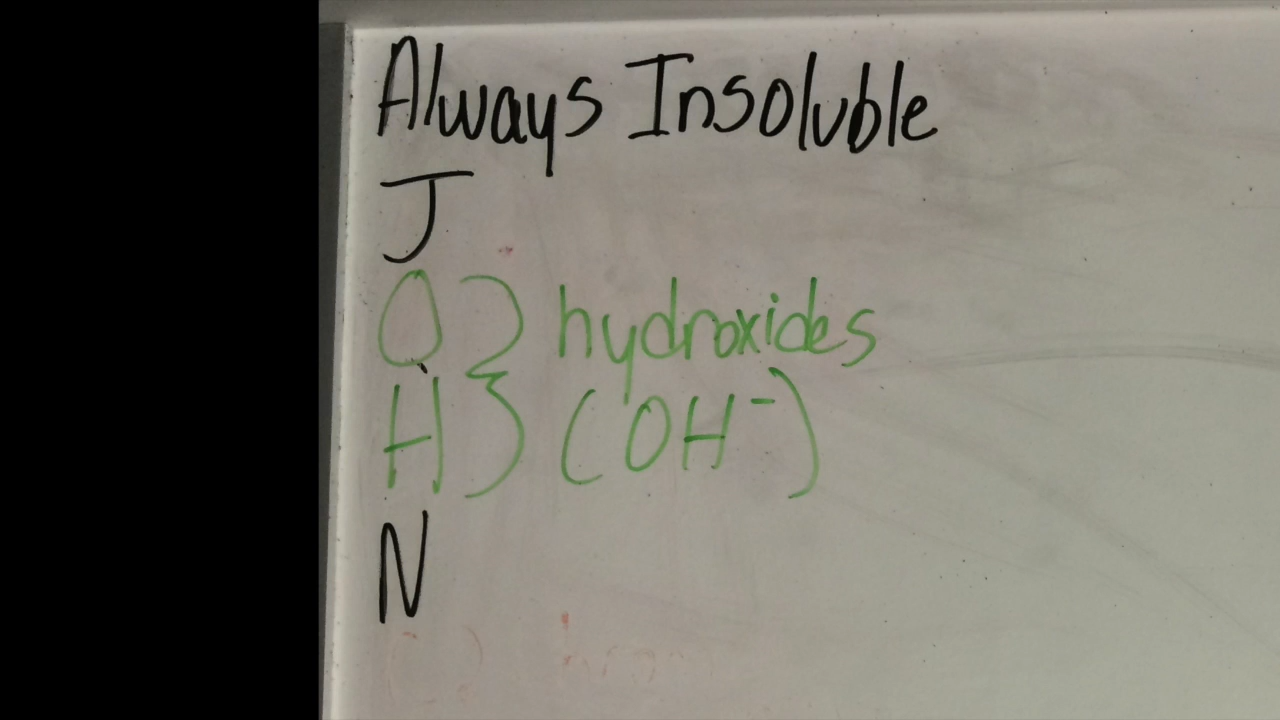 Always Insoluble
J
O } hydroxides
H } (OH⁻)
N